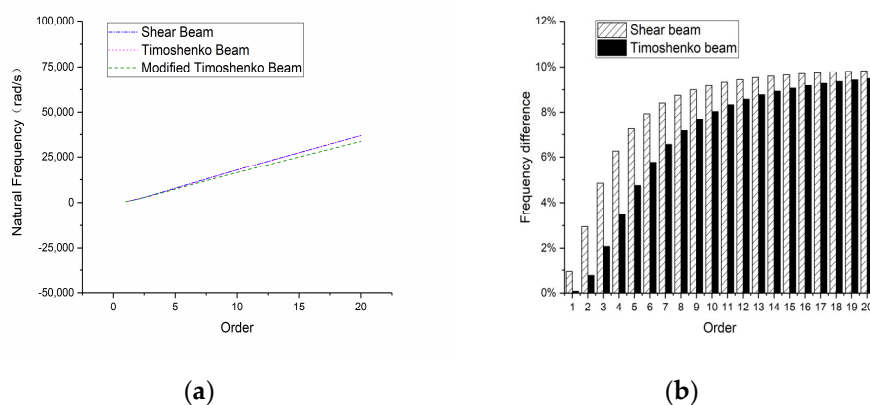 100,000
75,000
50,000
25,000
0
-25,000
-50,000
Natural Frequency（rad/s）
Shear Beam
Timoshenko Beam
Modified Timoshenko Beam
0 5 10 15 20
Order
(a)
12%
10%
8%
6%
4%
2%
0%
Frequency difference
Shear beam
Timoshenko beam
1 2 3 4 5 6 7 8 9 10 11 12 13 14 15 16 17 18 19 20
Order
(b)